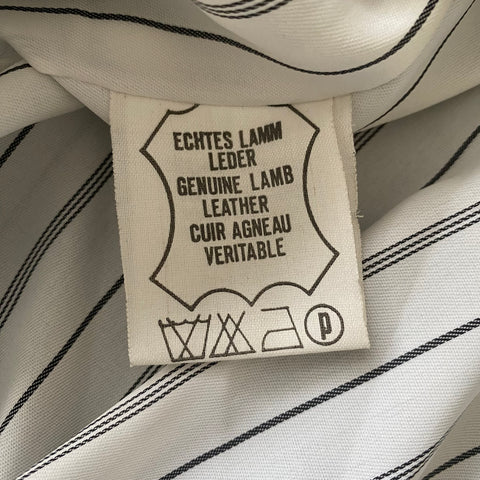 ECHTES LAMM
LEDER
GENUINE LAMB
LEATHER
CUIR AGNEAU
VERITABLE
P